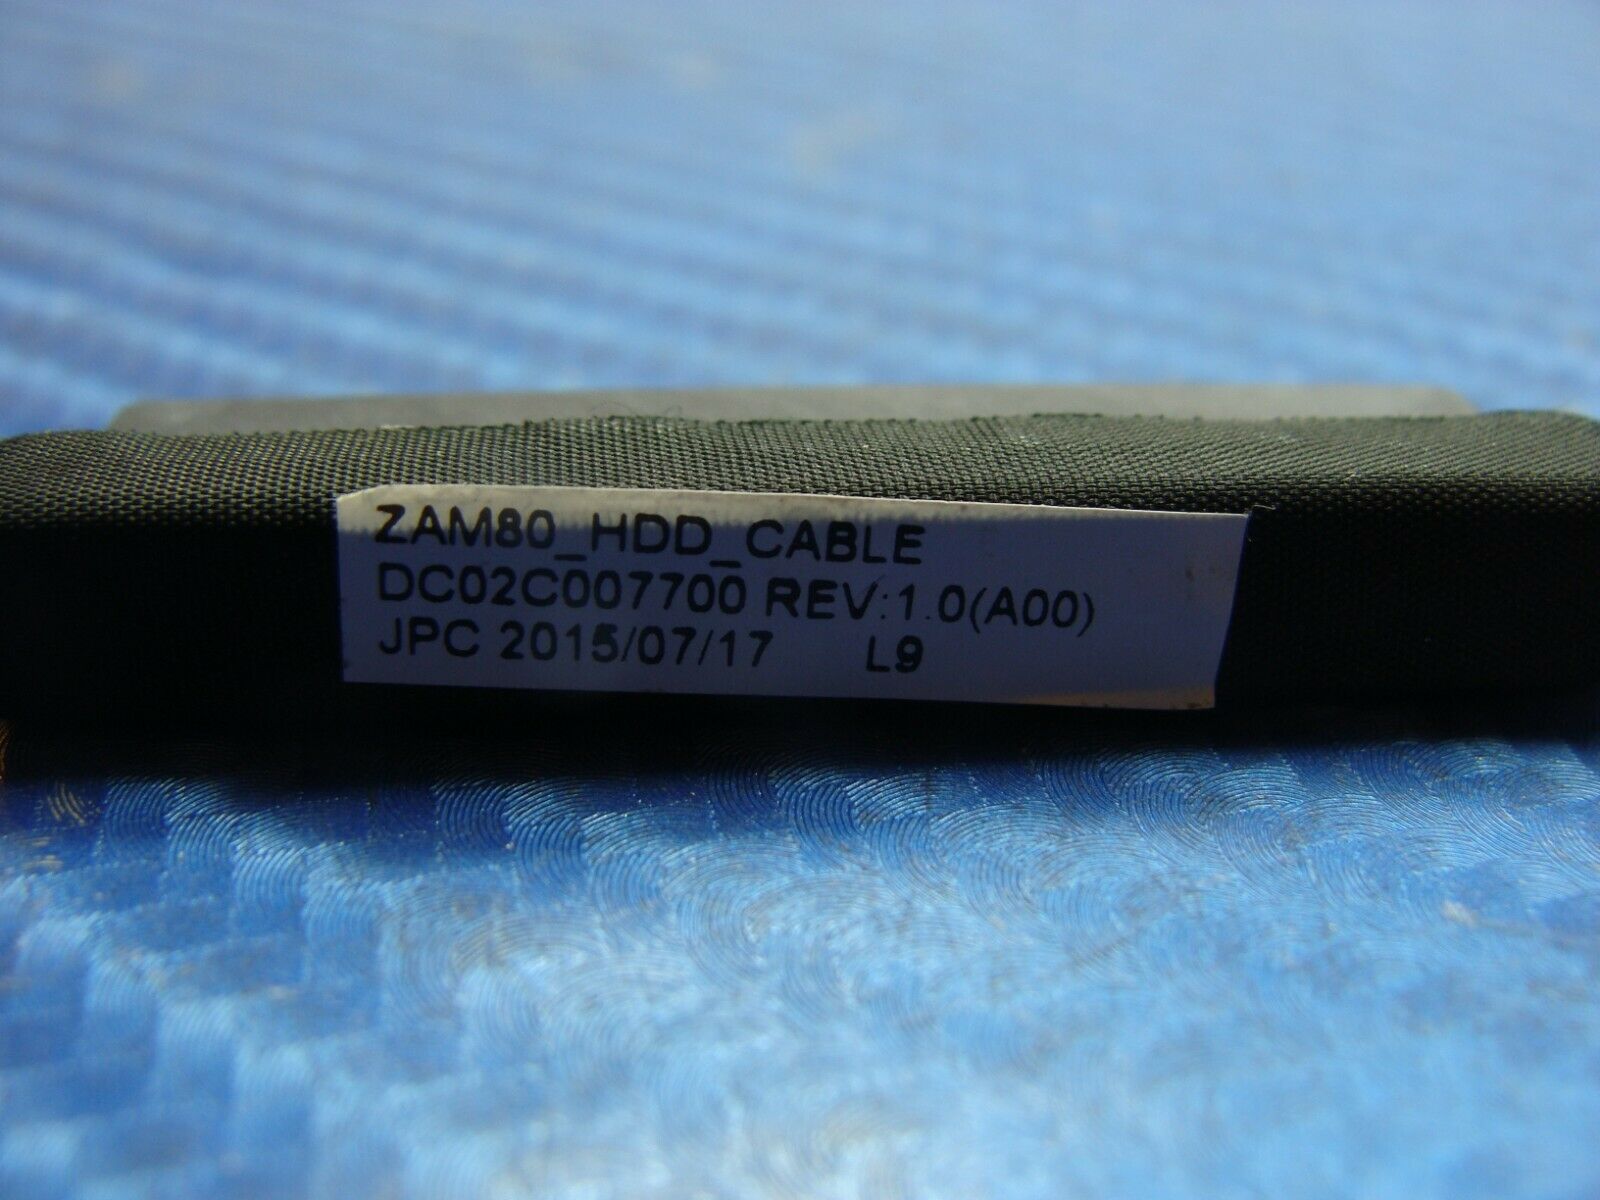 ZAM80_HDD_CABLE
DC02C007700 REV:1.0(A00)
JPC 2015/07/17 L9